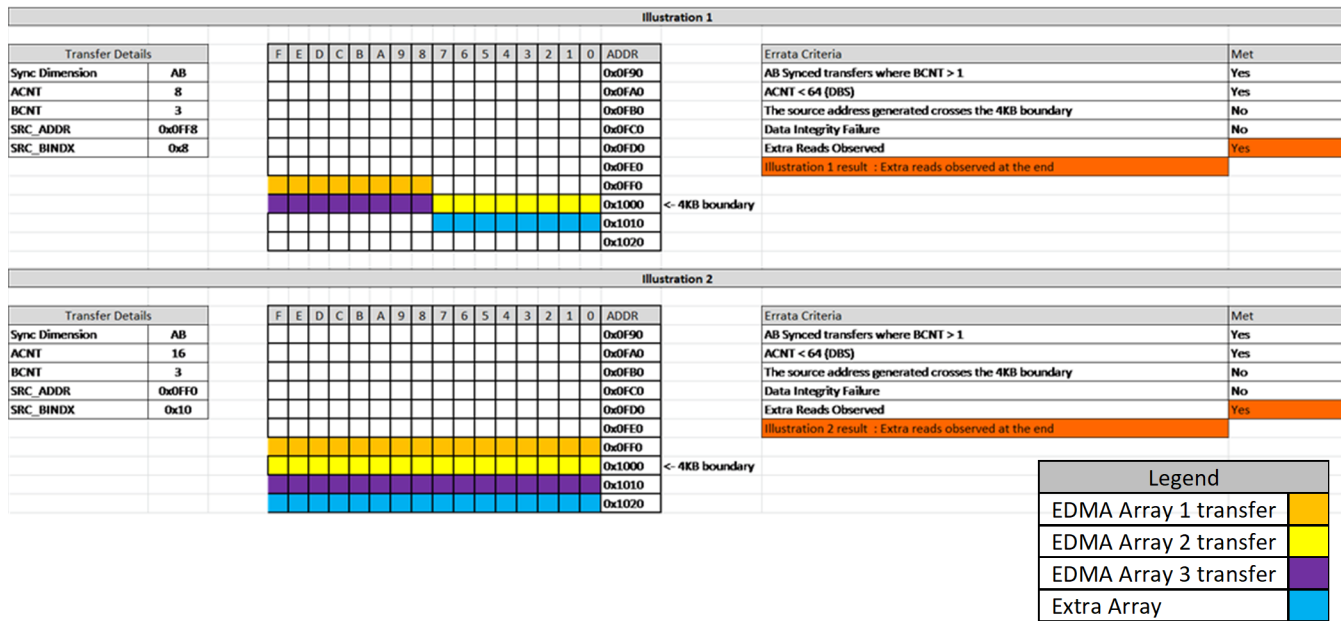 Illustration 1
Transfer Details F E D C B A 9 8 7 6 5 4 3 2 1 0 ADDR Errata Criteria Met
Sync Dimension AB 0x0F90 AB Synced transfers where BCNT > 1 Yes
ACNT 8 0x0FA0 ACNT < 64 (DBS) Yes
BCNT 3 0x0FB0 The source address generated crosses the 4KB boundary No
SRC_ADDR 0x0FF8 0x0FC0 Data Integrity Failure No
SRC_BINDX 0x8 0x0FD0 Extra Reads Observed Yes
0x0FE0 Illustration 1 result : Extra reads observed at the end
0x0FF0
0x1000 <- 4KB boundary
0x1010
0x1020
Illustration 2
Transfer Details F E D C B A 9 8 7 6 5 4 3 2 1 0 ADDR Errata Criteria Met
Sync Dimension AB 0x0F90 AB Synced transfers where BCNT > 1 Yes
ACNT 16 0x0FA0 ACNT < 64 (DBS) Yes
BCNT 3 0x0FB0 The source address generated crosses the 4KB boundary No
SRC_ADDR 0x0FF0 0x0FC0 Data Integrity Failure No
SRC_BINDX 0x10 0x0FD0 Extra Reads Observed Yes
0x0FE0 Illustration 2 result : Extra reads observed at the end
0x0FF0
0x1000 <- 4KB boundary
0x1010
0x1020
Legend
EDMA Array 1 transfer
EDMA Array 2 transfer
EDMA Array 3 transfer
Extra Array